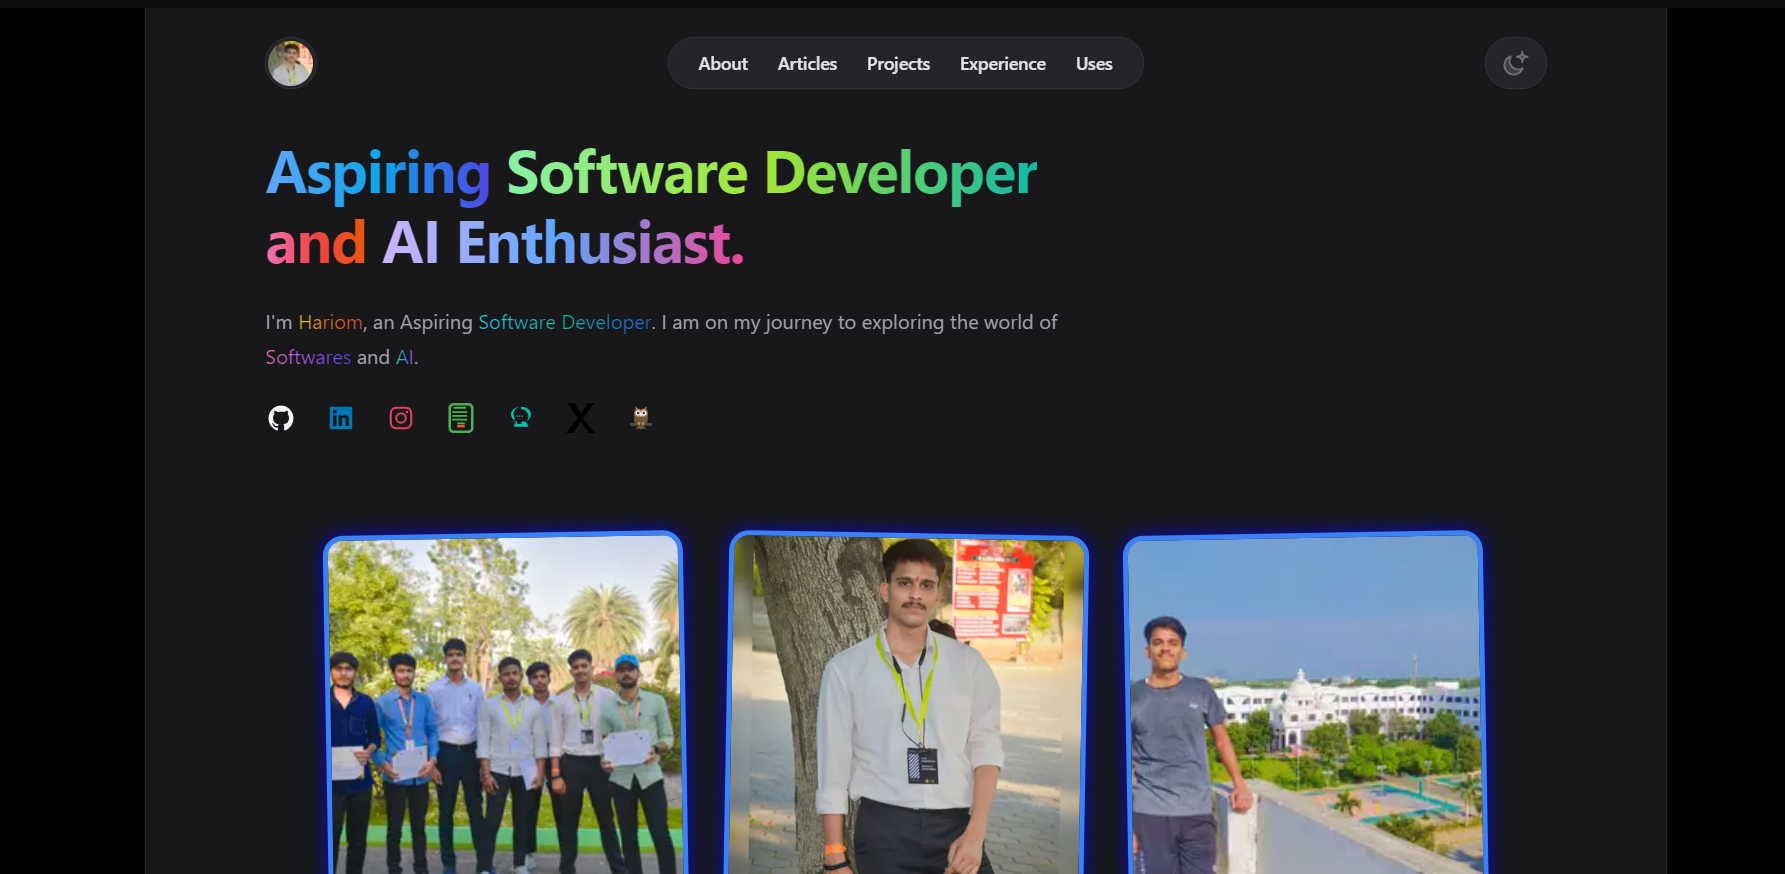 About Articles Projects Experience Uses
Aspiring Software Developer
and AI Enthusiast.
I'm Hariom, an Aspiring Software Developer. I am on my journey to exploring the world of
Softwares and AI.